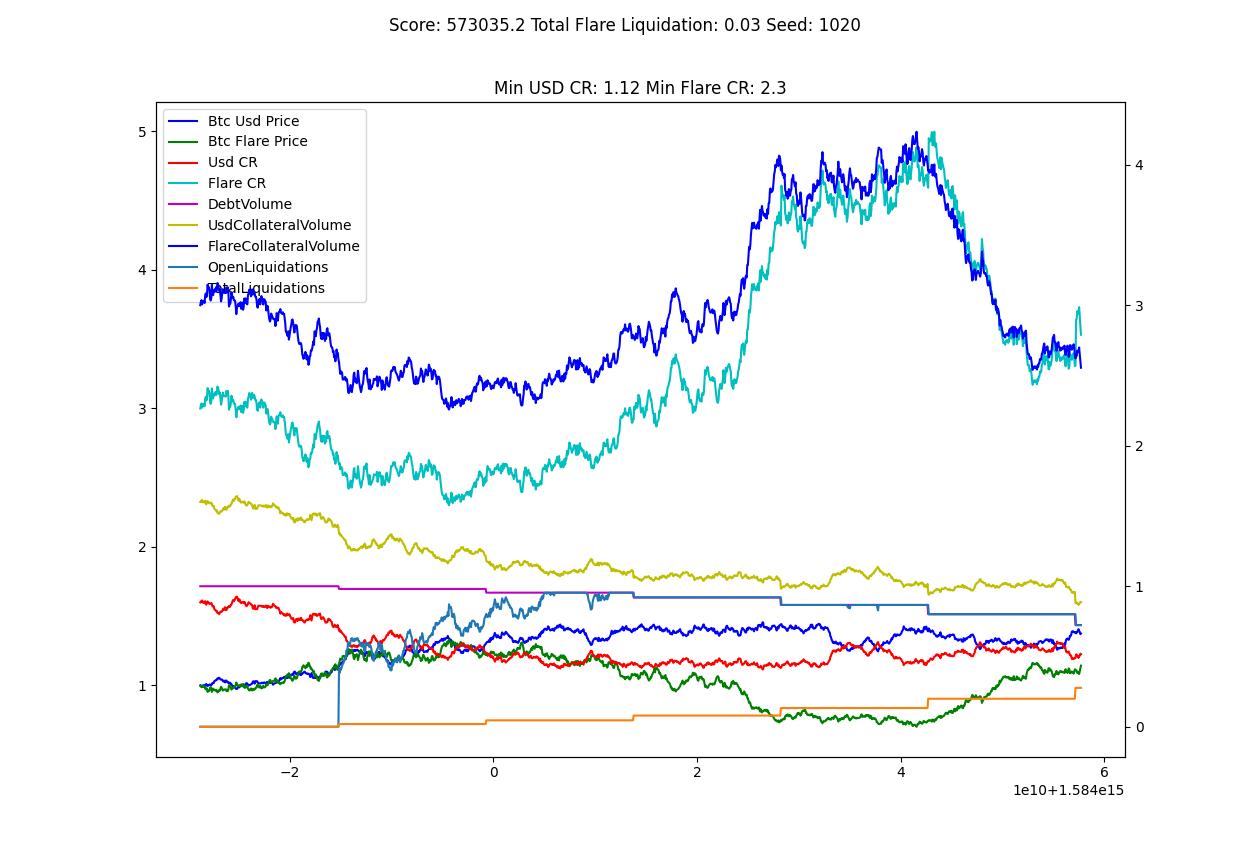 Score: 573035.2 Total Flare Liquidation: 0.03 Seed: 1020
Min USD CR: 1.12 Min Flare CR: 2.3
Btc Usd Price
Btc Flare Price
Usd CR
Flare CR
DebtVolume
UsdCollateralVolume
FlareCollateralVolume
OpenLiquidations
TotalLiquidations
5
4
3
2
1
4
3
2
1
0
−2
0
2
4
6
1e10+1.584e15